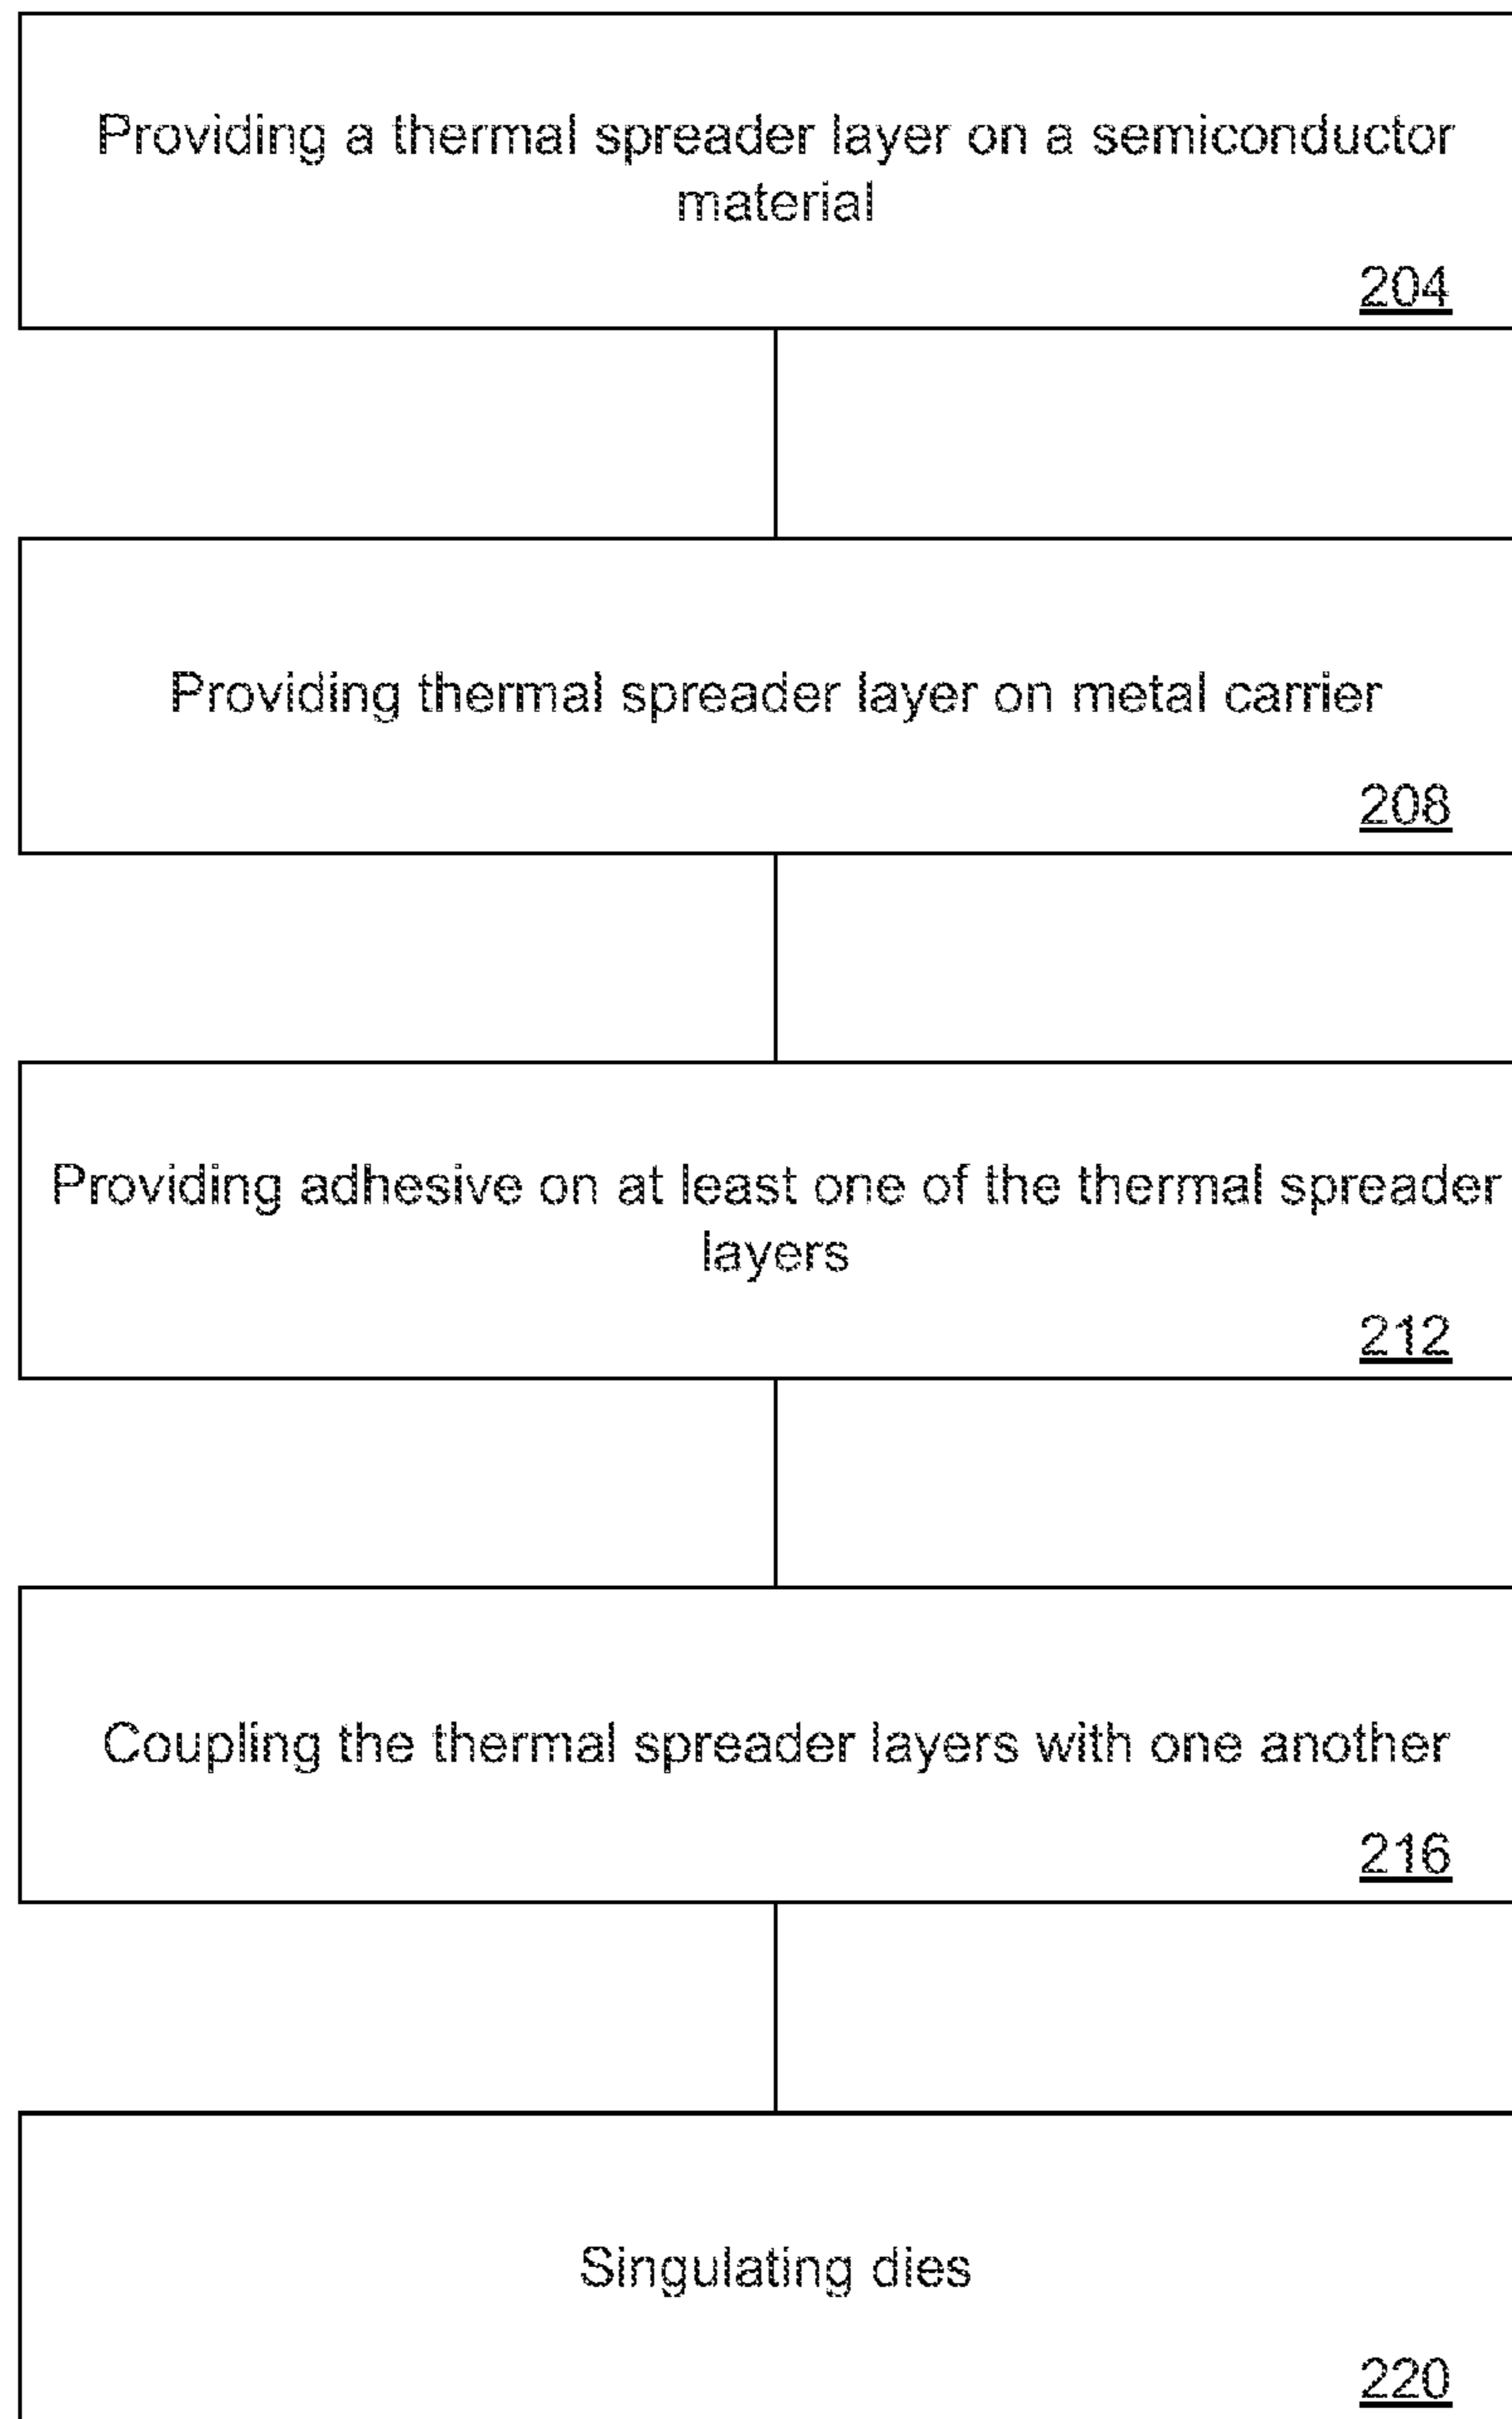 Providing a thermal spreader layer on a semiconductor
material
204
Providing thermal spreader layer on metal carrier
208
Providing adhesive on at least one of the thermal spreader
layers
212
Coupling the thermal spreader layers with one another
216
Singulating dies
220